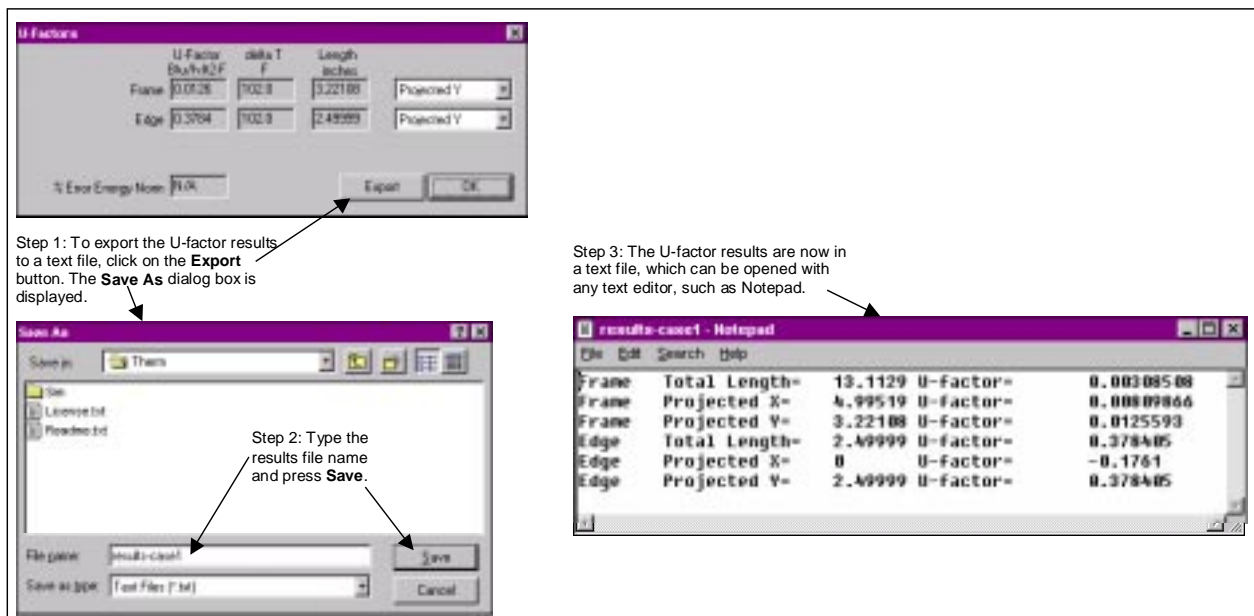 U-Factors
U-Factor delta T Length
Btu/h-ft2-F F inches
Frame 0.0126 102.0 3.22108 Projected Y
Edge 0.3784 102.0 2.49999 Projected Y
% Error Energy Norm N/A Export OK
Step 1: To export the U-factor results
to a text file, click on the Export
button. The Save As dialog box is
displayed.
Save As
Save in: Therm
Sim
License.txt
Readme.txt
Step 2: Type the
results file name
and press Save.
File name: results-case1 Save
Save as type: Text Files (*.txt) Cancel
Step 3: The U-factor results are now in
a text file, which can be opened with
any text editor, such as Notepad.
results-case1 - Notepad
File Edit Search Help
Frame Total Length= 13.1129 U-factor= 0.00308508
Frame Projected X= 4.99519 U-factor= 0.00809866
Frame Projected Y= 3.22108 U-factor= 0.0125593
Edge Total Length= 2.49999 U-factor= 0.378405
Edge Projected X= 0 U-factor= -0.1761
Edge Projected Y= 2.49999 U-factor= 0.378405